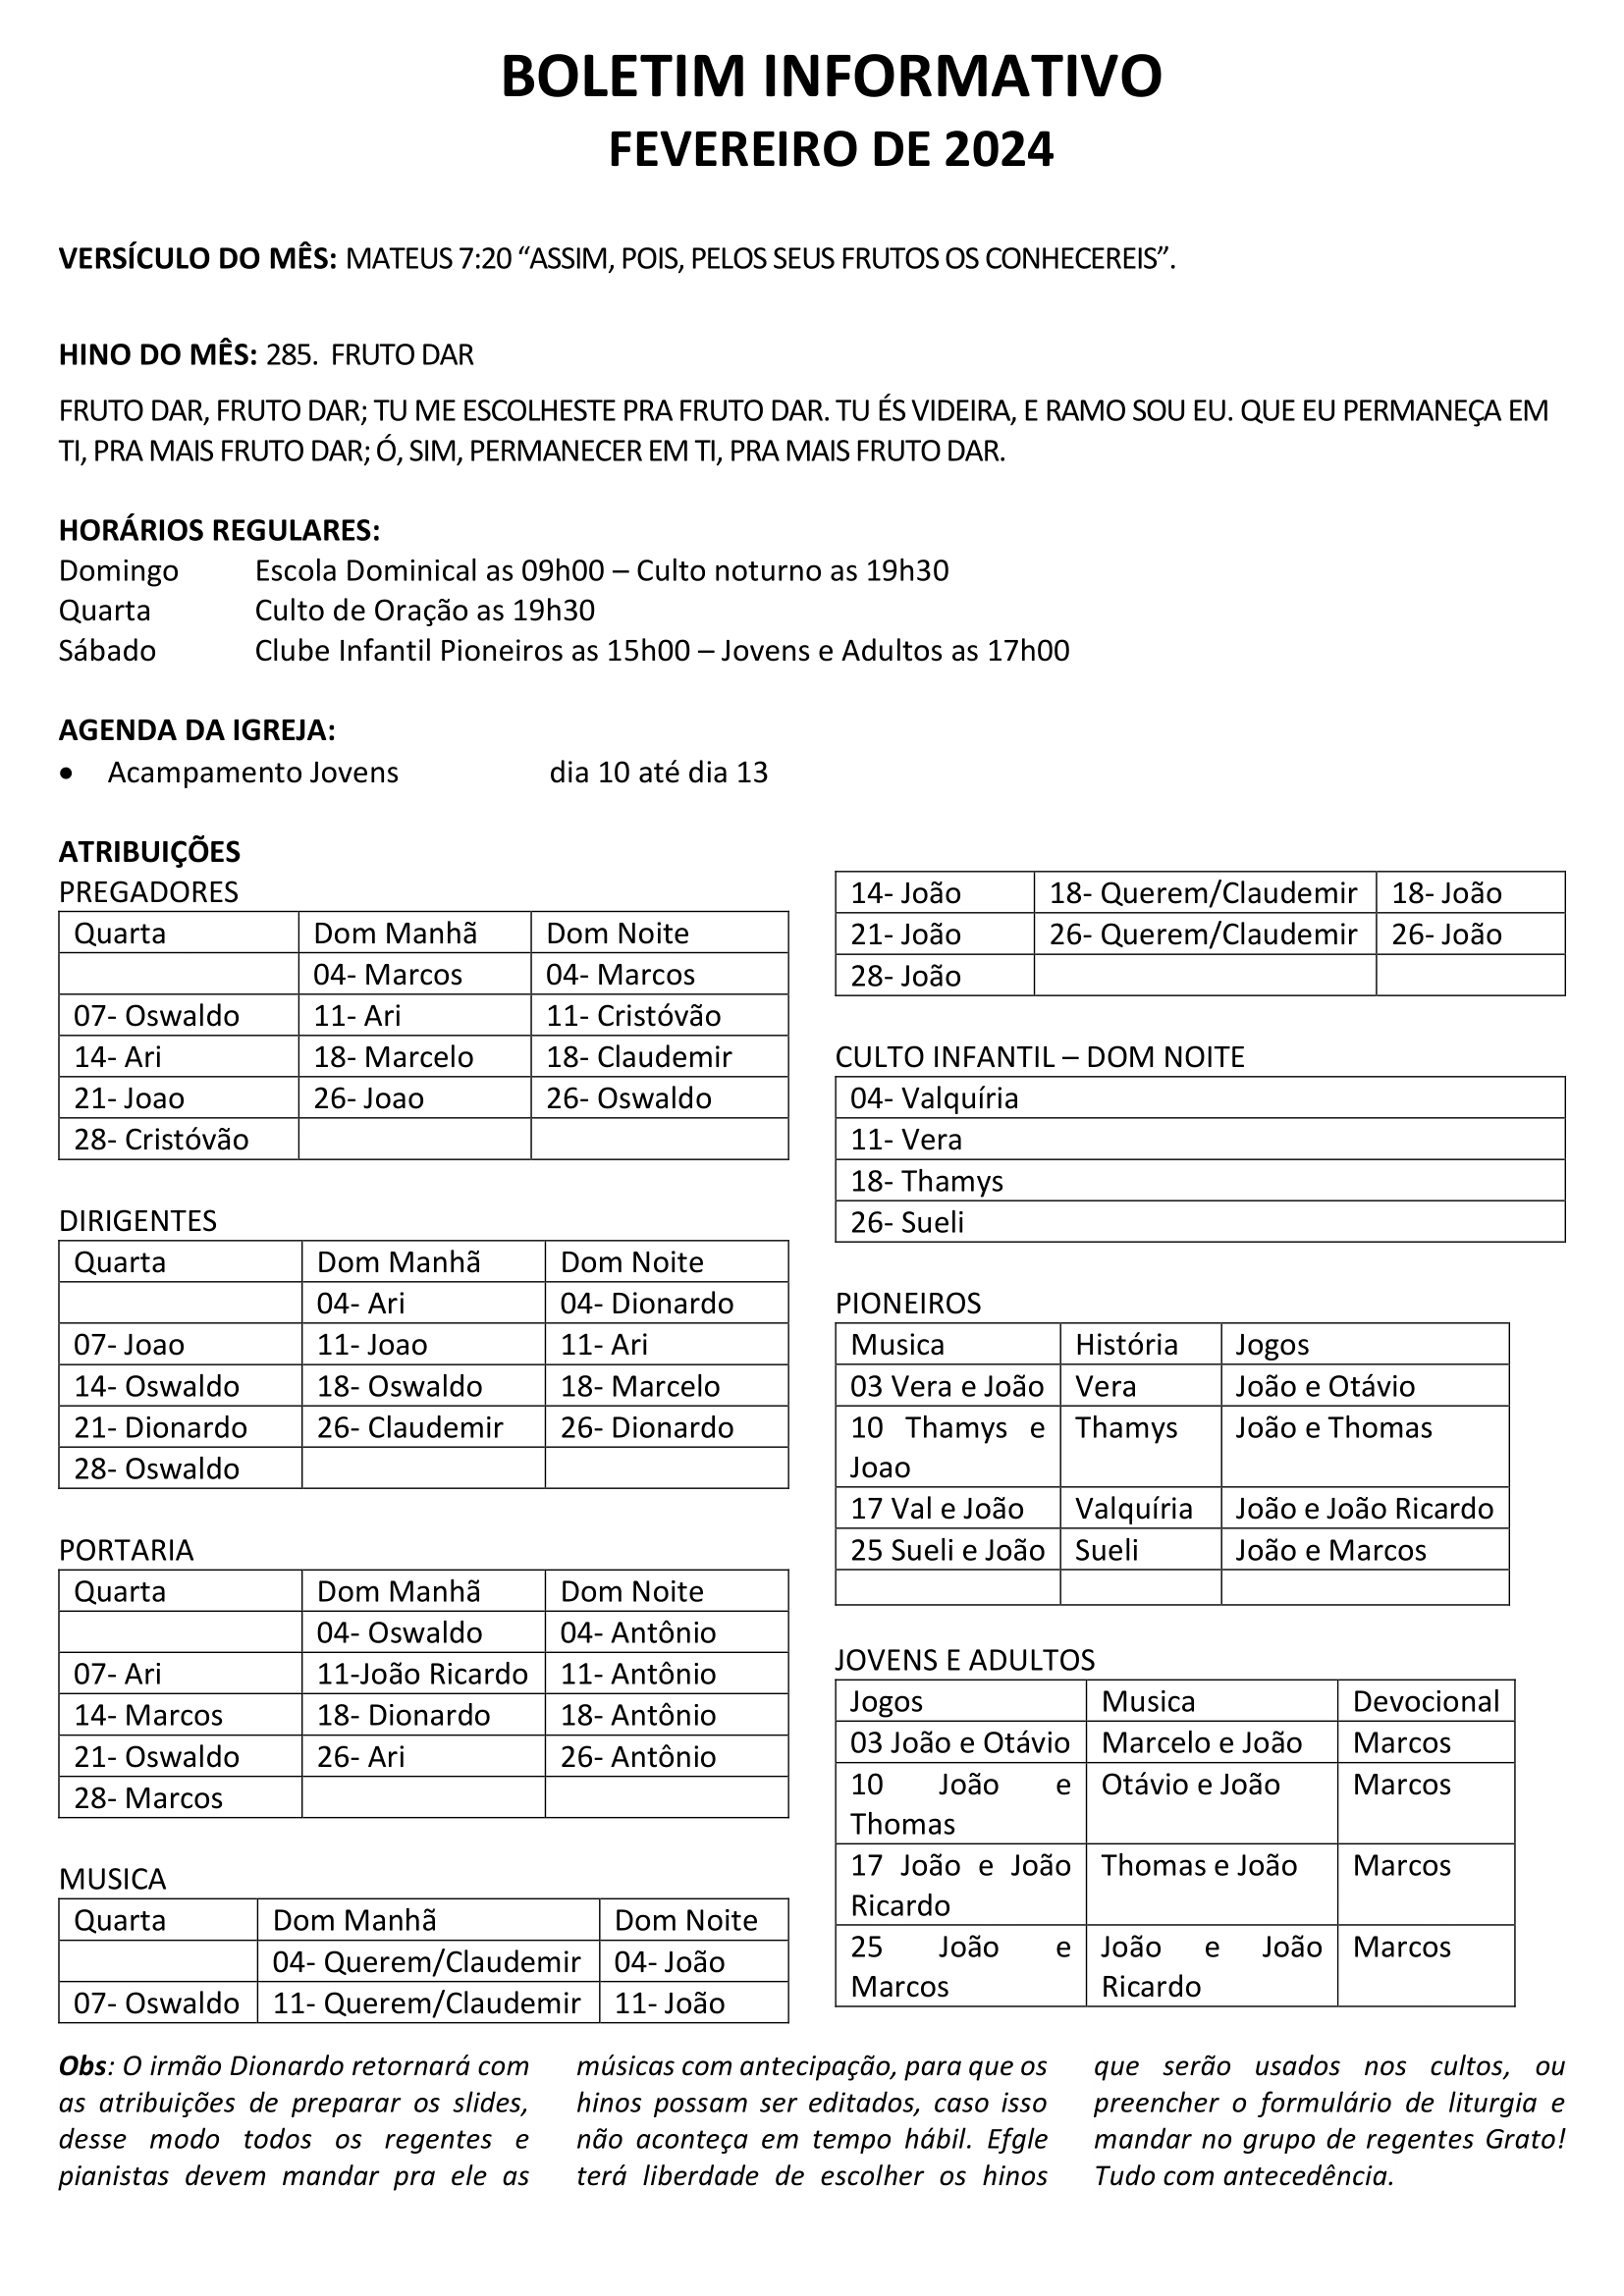 BOLETIM INFORMATIVO
FEVEREIRO DE 2024
VERSÍCULO DO MÊS: MATEUS 7:20 “ASSIM, POIS, PELOS SEUS FRUTOS OS CONHECEREIS”.
HINO DO MÊS: 285. FRUTO DAR
FRUTO DAR, FRUTO DAR; TU ME ESCOLHESTE PRA FRUTO DAR. TU ÉS VIDEIRA, E RAMO SOU EU. QUE EU PERMANEÇA EM
TI, PRA MAIS FRUTO DAR; Ó, SIM, PERMANECER EM TI, PRA MAIS FRUTO DAR.
HORÁRIOS REGULARES:
Domingo Escola Dominical as 09h00 – Culto noturno as 19h30
Quarta Culto de Oração as 19h30
Sábado Clube Infantil Pioneiros as 15h00 – Jovens e Adultos as 17h00
AGENDA DA IGREJA:
• Acampamento Jovens dia 10 até dia 13
ATRIBUIÇÕES
PREGADORES
Quarta Dom Manhã Dom Noite
04- Marcos 04- Marcos
07- Oswaldo 11- Ari 11- Cristóvão
14- Ari 18- Marcelo 18- Claudemir
21- Joao 26- Joao 26- Oswaldo
28- Cristóvão
DIRIGENTES
Quarta Dom Manhã Dom Noite
04- Ari 04- Dionardo
07- Joao 11- Joao 11- Ari
14- Oswaldo 18- Oswaldo 18- Marcelo
21- Dionardo 26- Claudemir 26- Dionardo
28- Oswaldo
PORTARIA
Quarta Dom Manhã Dom Noite
04- Oswaldo 04- Antônio
07- Ari 11-João Ricardo 11- Antônio
14- Marcos 18- Dionardo 18- Antônio
21- Oswaldo 26- Ari 26- Antônio
28- Marcos
MUSICA
Quarta Dom Manhã Dom Noite
04- Querem/Claudemir 04- João
07- Oswaldo 11- Querem/Claudemir 11- João
14- João 18- Querem/Claudemir 18- João
21- João 26- Querem/Claudemir 26- João
28- João
CULTO INFANTIL – DOM NOITE
04- Valquíria
11- Vera
18- Thamys
26- Sueli
PIONEIROS
Musica História Jogos
03 Vera e João Vera João e Otávio
10 Thamys e Thamys João e Thomas
Joao
17 Val e João Valquíria João e João Ricardo
25 Sueli e João Sueli João e Marcos
JOVENS E ADULTOS
Jogos Musica Devocional
03 João e Otávio Marcelo e João Marcos
10 João e Otávio e João Marcos
Thomas
17 João e João Thomas e João Marcos
Ricardo
25 João e João e João Marcos
Marcos Ricardo
Obs: O irmão Dionardo retornará com
as atribuições de preparar os slides,
desse modo todos os regentes e
pianistas devem mandar pra ele as
músicas com antecipação, para que os
hinos possam ser editados, caso isso
não aconteça em tempo hábil. Efgle
terá liberdade de escolher os hinos
que serão usados nos cultos, ou
preencher o formulário de liturgia e
mandar no grupo de regentes Grato!
Tudo com antecedência.